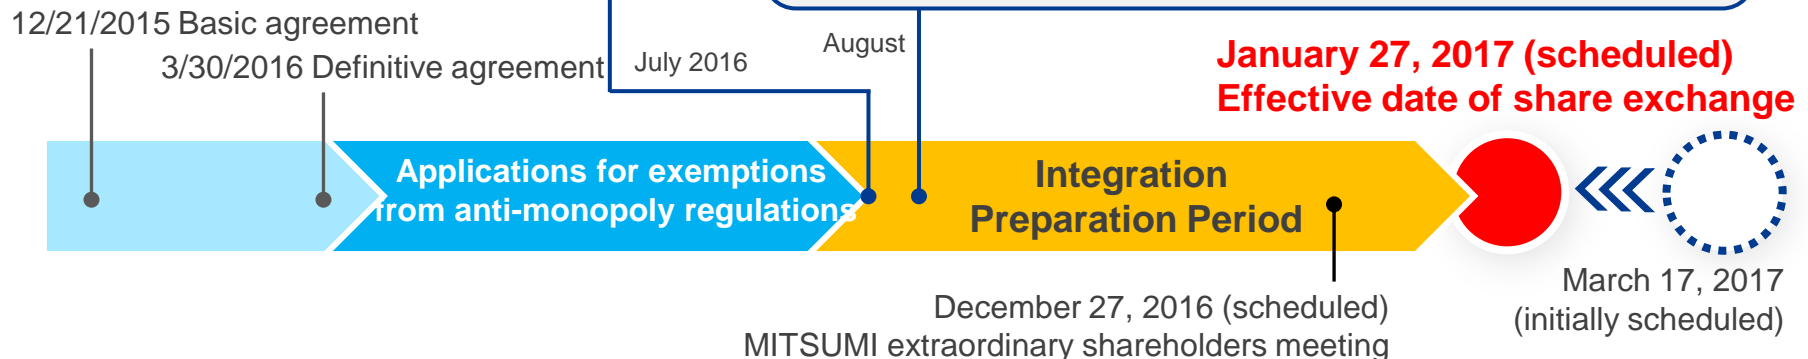 12/21/2015 Basic agreement
3/30/2016 Definitive agreement
July 2016
August
January 27, 2017 (scheduled)
Effective date of share exchange
Applications for exemptions
from anti-monopoly regulations
Integration
Preparation Period
December 27, 2016 (scheduled)
MITSUMI extraordinary shareholders meeting
March 17, 2017
(initially scheduled)